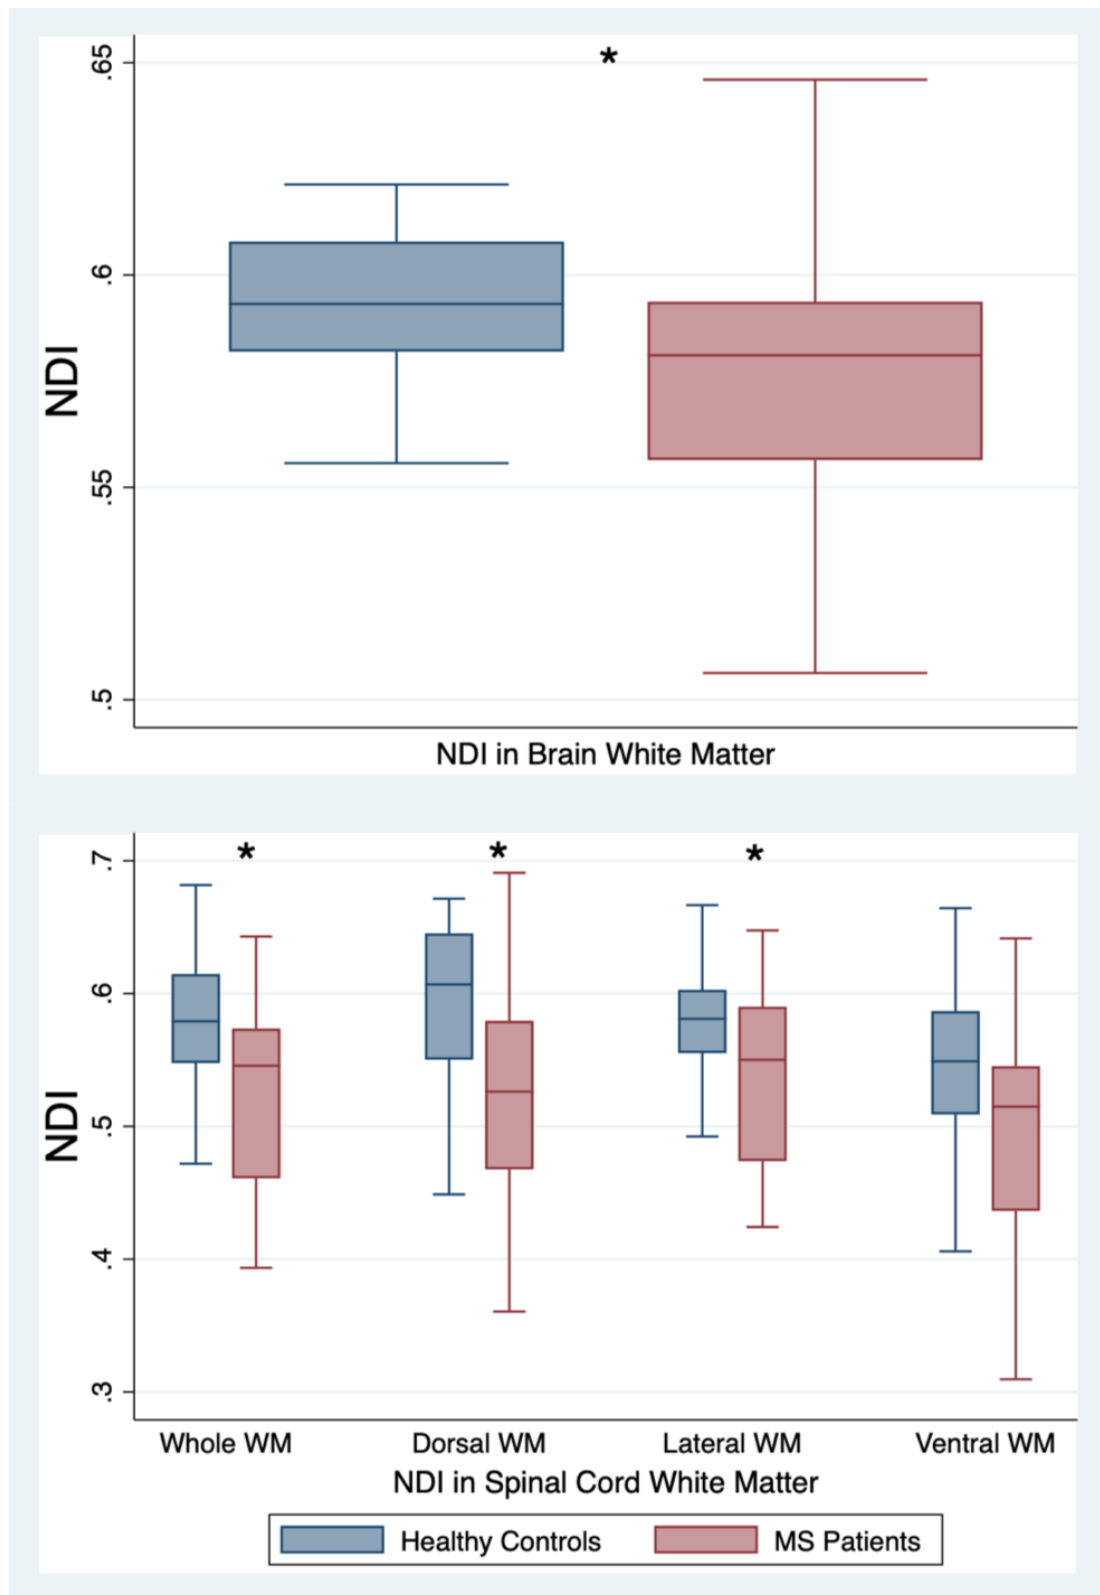 *
.65
.6
.55
.5
NDI
NDI in Brain White Matter
* * *
.7
.6
.5
.4
.3
NDI
Whole WM Dorsal WM Lateral WM Ventral WM
NDI in Spinal Cord White Matter
Healthy Controls MS Patients